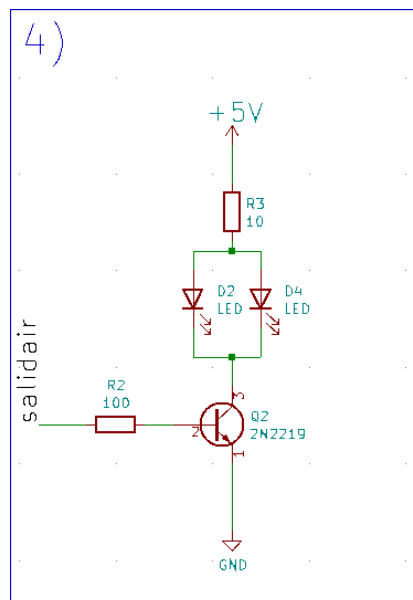 4)
+5V
R3
10
D2
LED
D4
LED
salidair
R2
100
3
Q2
2N2219
2
1
GND